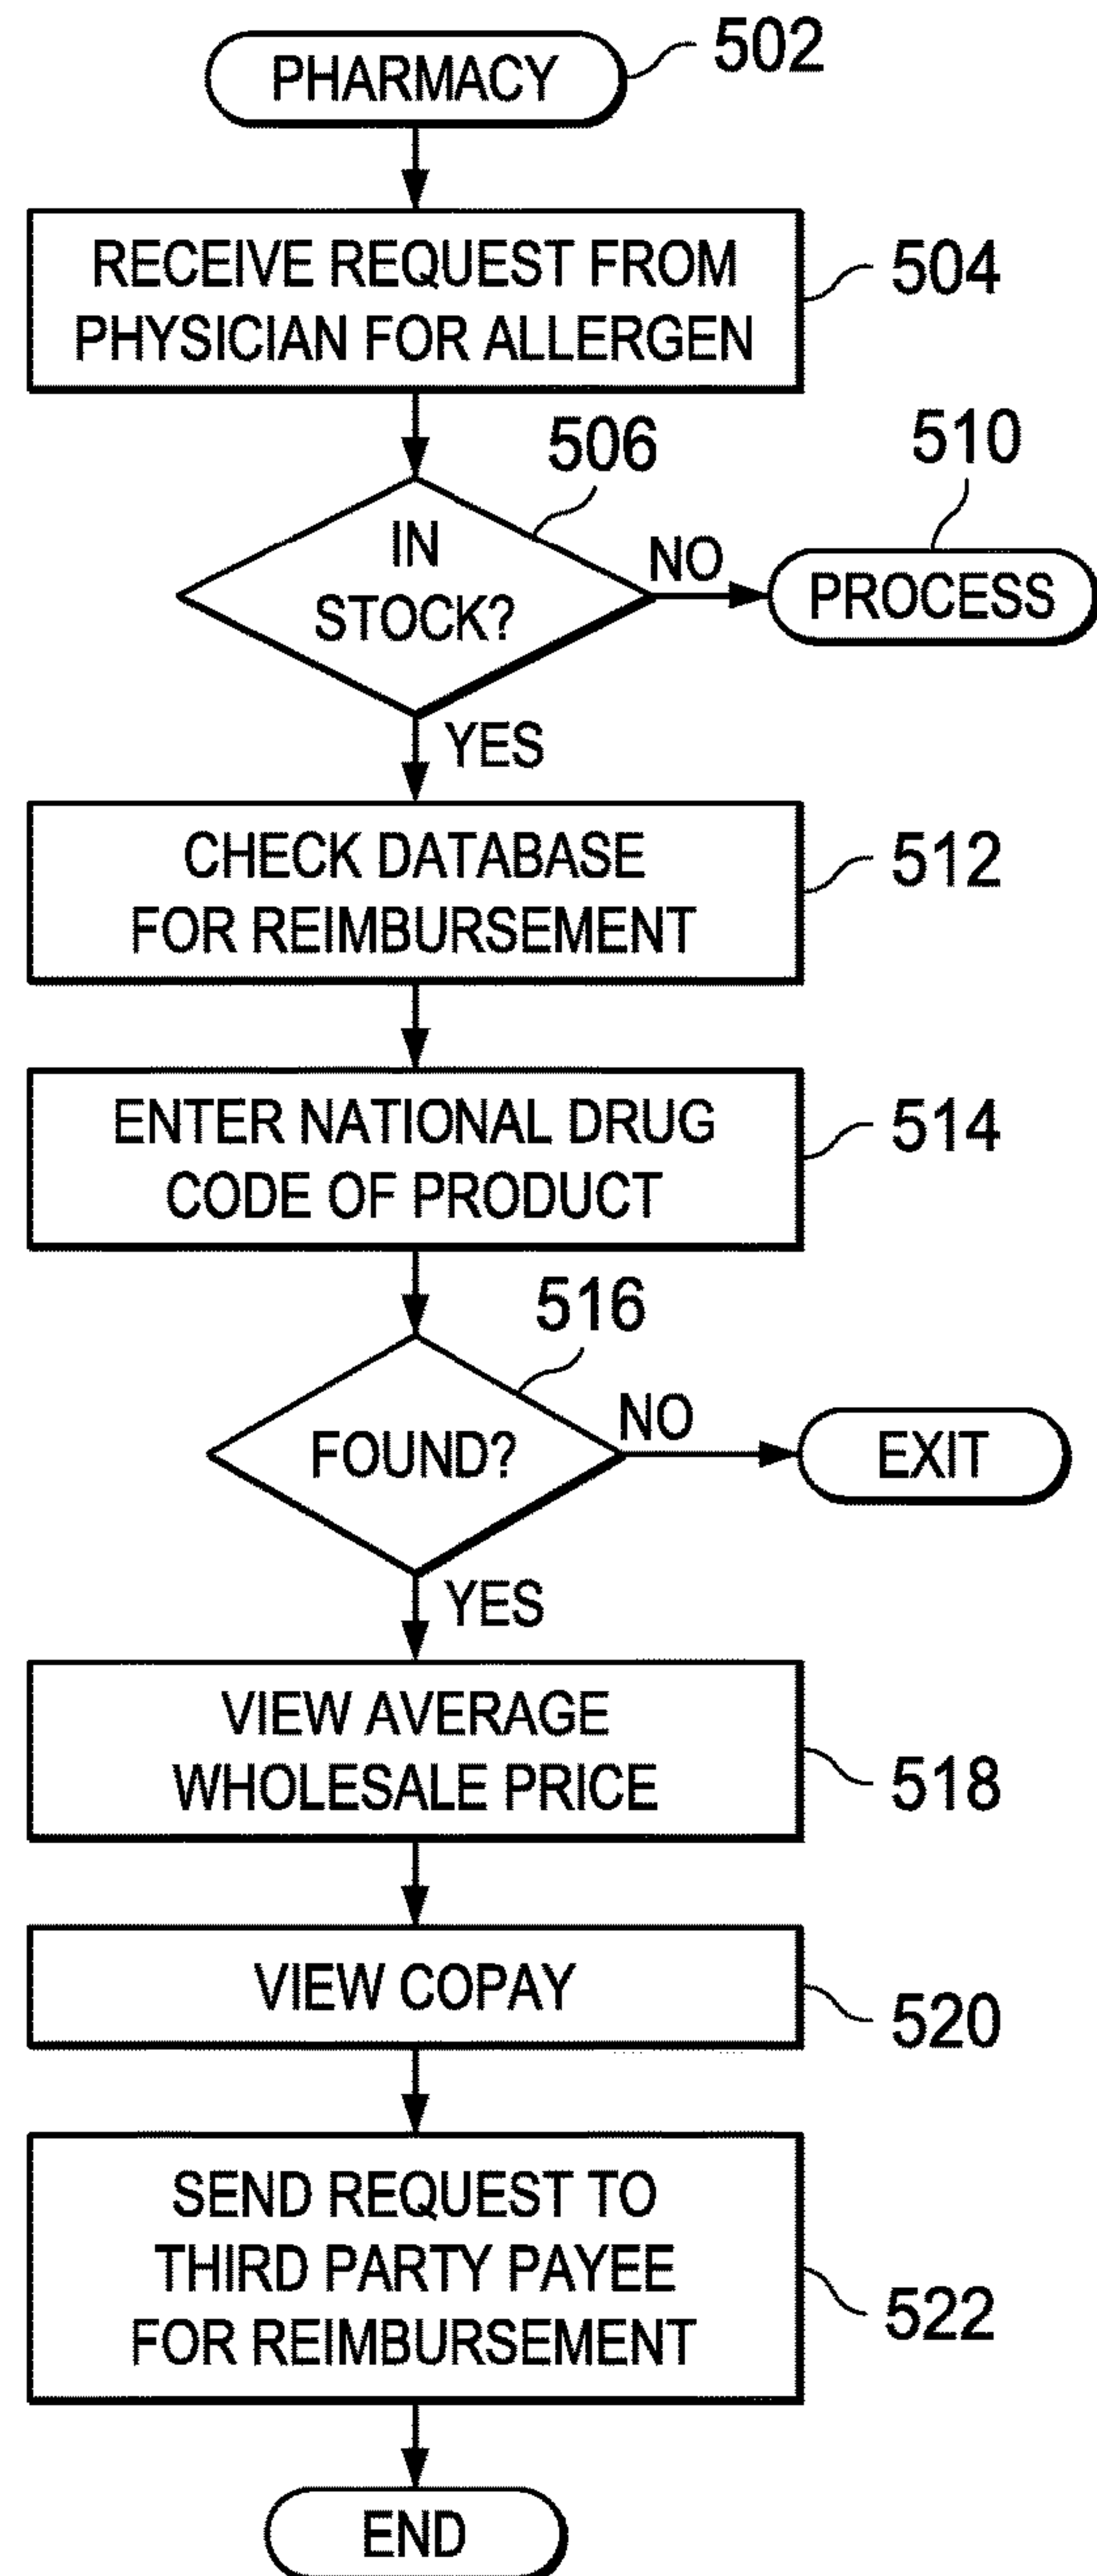 PHARMACY
502
RECEIVE REQUEST FROM
PHYSICIAN FOR ALLERGEN
504
506
510
IN
STOCK?
NO
PROCESS
YES
CHECK DATABASE
FOR REIMBURSEMENT
512
ENTER NATIONAL DRUG
CODE OF PRODUCT
514
516
FOUND?
NO
EXIT
YES
VIEW AVERAGE
WHOLESALE PRICE
518
VIEW COPAY
520
SEND REQUEST TO
THIRD PARTY PAYEE
FOR REIMBURSEMENT
522
END